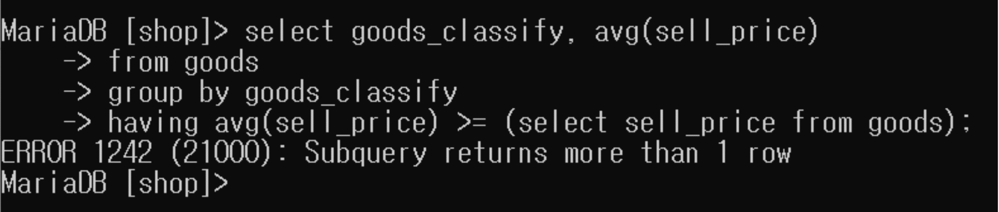 MariaDB [shop]> select goods_classify, avg(sell_price)
    -> from goods
    -> group by goods_classify
    -> having avg(sell_price) >= (select sell_price from goods);
ERROR 1242 (21000): Subquery returns more than 1 row
MariaDB [shop]>